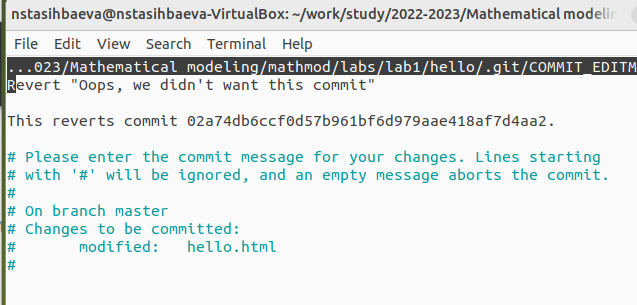 nstasihbaeva@nstasihbaeva-VirtualBox: ~/work/study/2022-2023/Mathematical modelin
File Edit View Search Terminal Help
...023/Mathematical modeling/mathmod/labs/lab1/hello/.git/COMMIT_EDITM
Revert "Oops, we didn't want this commit"
This reverts commit 02a74db6ccf0d57b961bf6d979aae418af7d4aa2.
# Please enter the commit message for your changes. Lines starting
# with '#' will be ignored, and an empty message aborts the commit.
#
# On branch master
# Changes to be committed:
#       modified:   hello.html
#